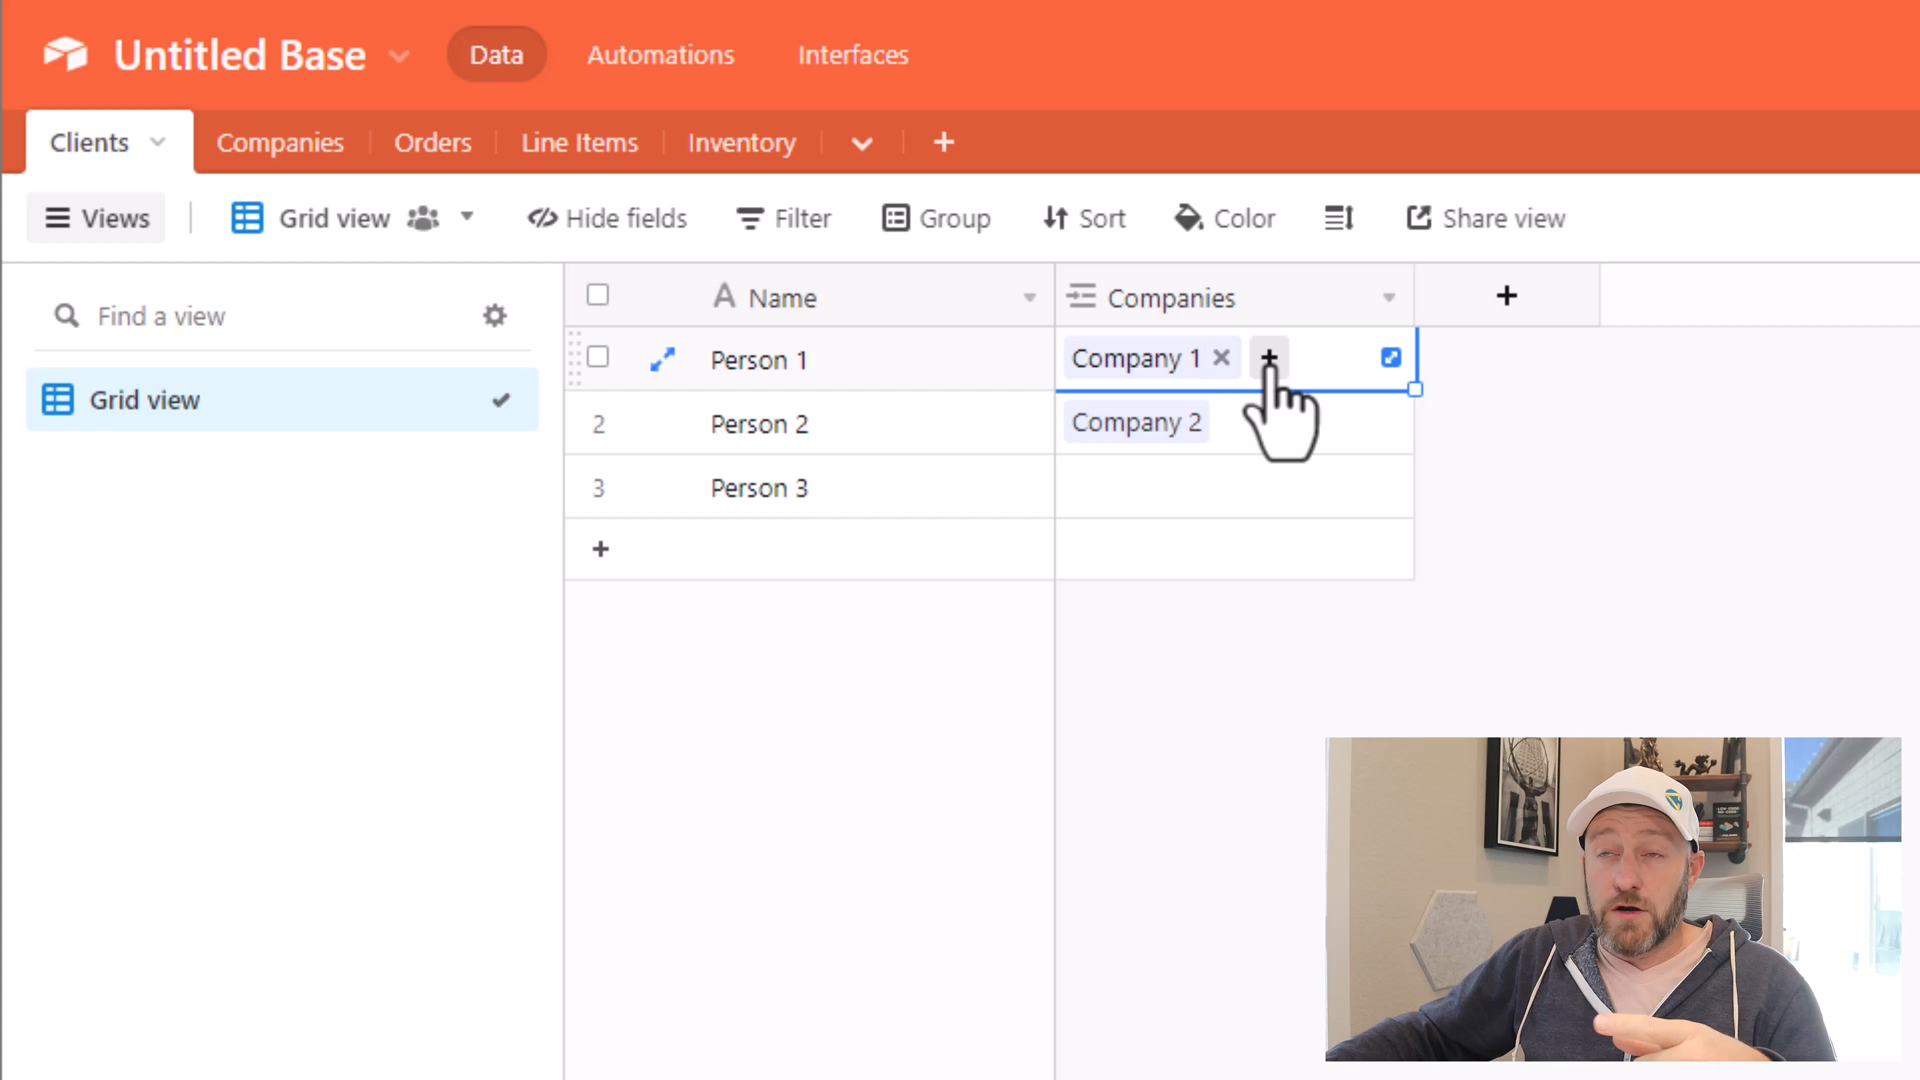 Untitled Base
Data
Automations
Interfaces
Clients
Companies
Orders
Line Items
Inventory
Views
Grid view
Hide fields
Filter
Group
Sort
Color
Share view
Find a view
Grid view
Name
Companies
Person 1
Company 1
2
Person 2
Company 2
3
Person 3